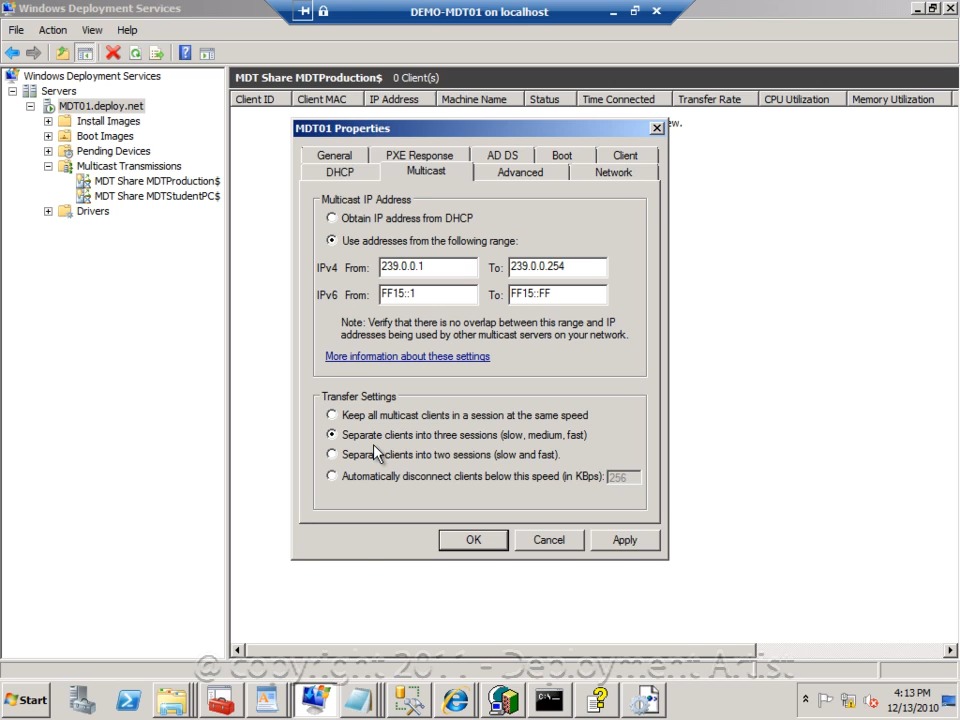 Windows Deployment Services
DEMO-MDT01 on localhost
File Action View Help
Windows Deployment Services
Servers
MDT01.deploy.net
Install Images
Boot Images
Pending Devices
Multicast Transmissions
MDT Share MDTProduction$
MDT Share MDTStudentPC$
Drivers
MDT Share MDTProduction$ 0 Client(s)
Client ID Client MAC IP Address Machine Name Status Time Connected Transfer Rate CPU Utilization Memory Utilization
MDT01 Properties
General PXE Response AD DS Boot Client
DHCP Multicast Advanced Network
Multicast IP Address
Obtain IP address from DHCP
Use addresses from the following range:
IPv4 From: 239.0.0.1 To: 239.0.0.254
IPv6 From: FF15::1 To: FF15::FF
Note: Verify that there is no overlap between this range and IP
addresses being used by other multicast servers on your network.
More information about these settings
Transfer Settings
Keep all multicast clients in a session at the same speed
Separate clients into three sessions (slow, medium, fast)
Separate clients into two sessions (slow and fast).
Automatically disconnect clients below this speed (in KBps): 256
OK Cancel Apply
@ copyright 2011 - Deployment Artist
Start
4:13 PM
12/13/2010